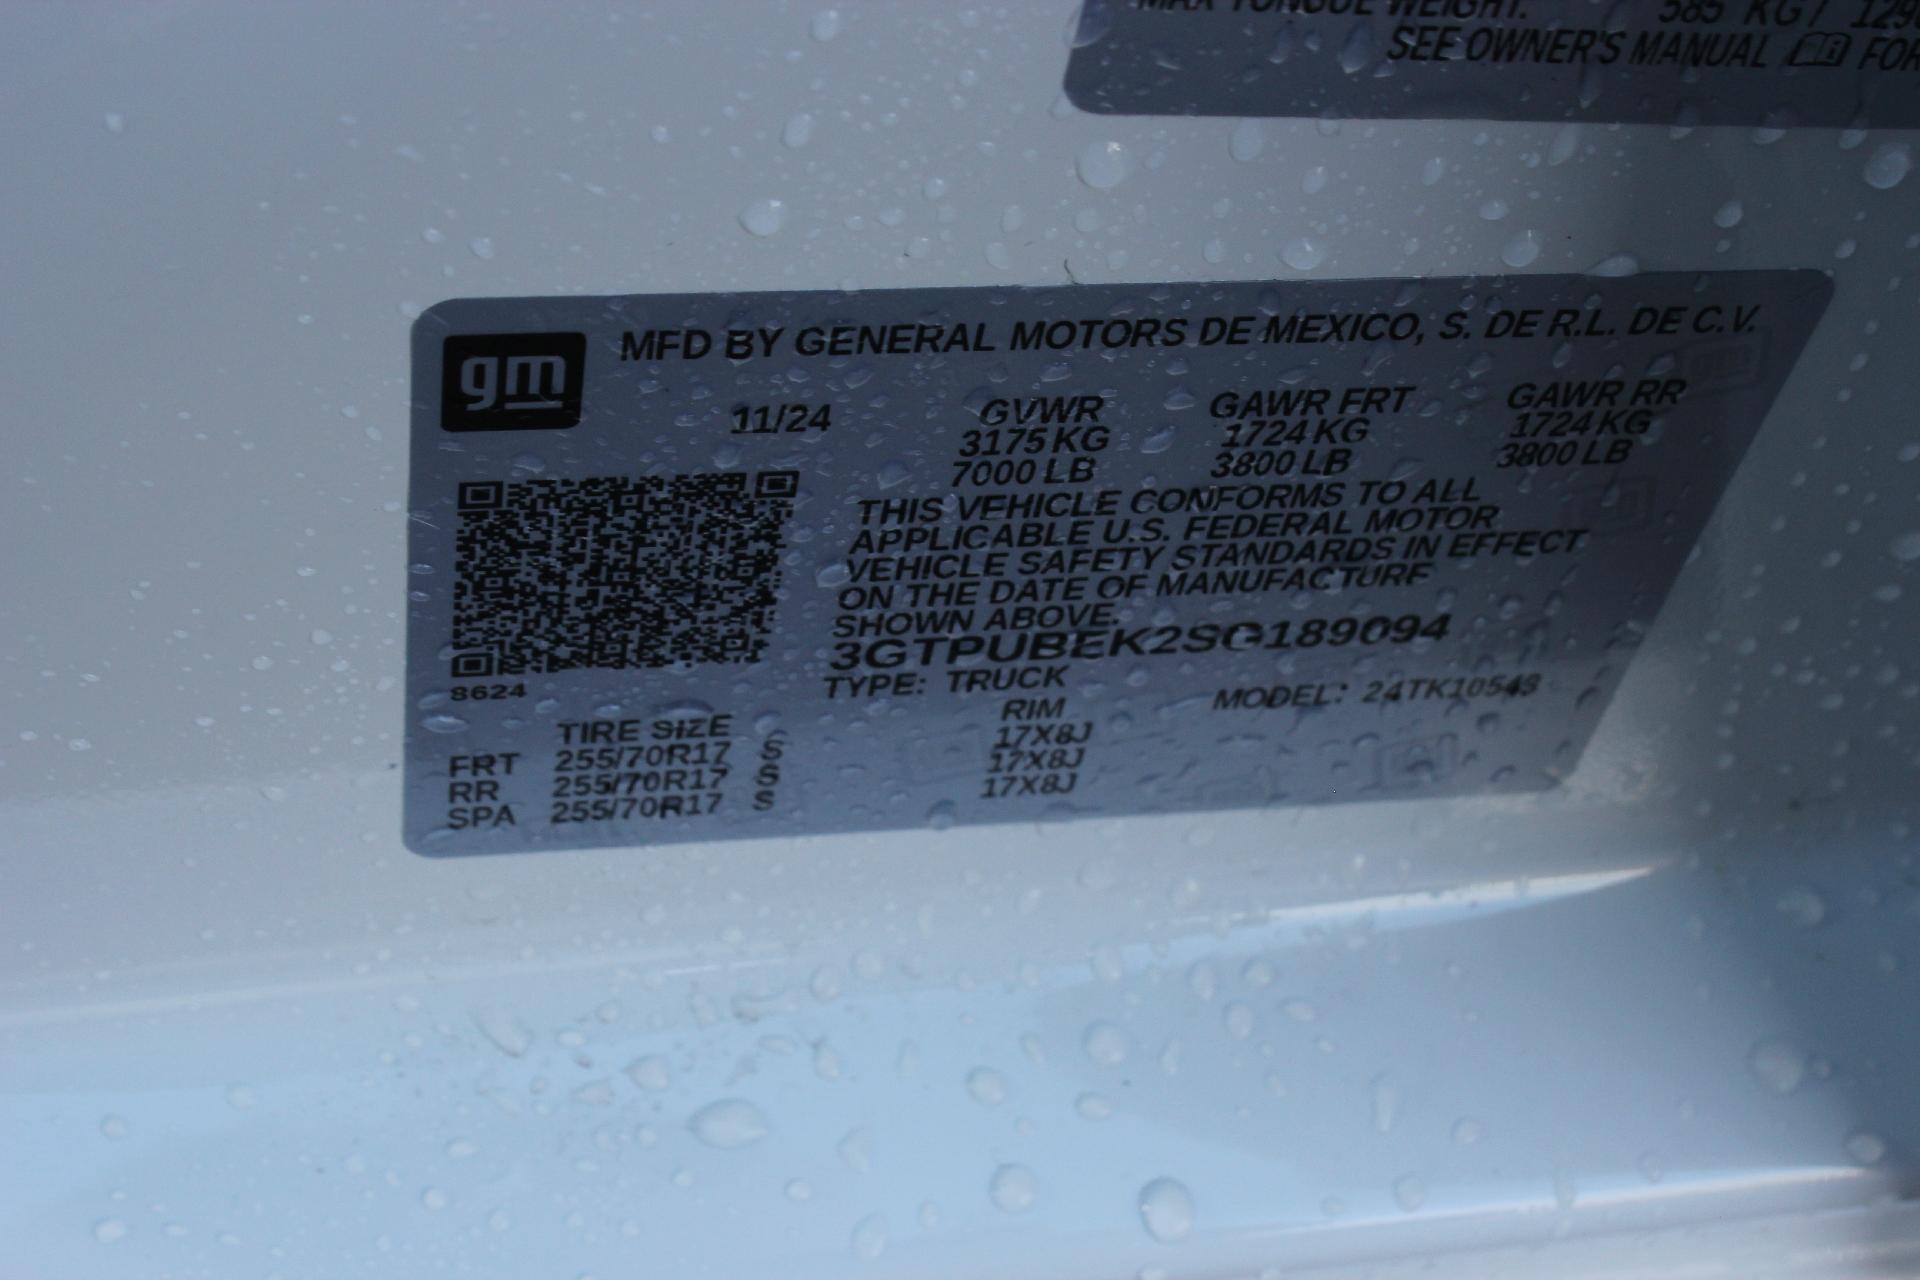 MAX TONGUE WEIGHT: 585 KG /
SEE OWNER'S MANUAL FOR
gm
MFD BY GENERAL MOTORS DE MEXICO, S. DE R.L. DE C.V.
11/24 GVWR GAWR FRT GAWR RR
3175 KG 1724 KG 1724 KG
7000 LB 3800 LB 3800 LB
THIS VEHICLE CONFORMS TO ALL
APPLICABLE U.S. FEDERAL MOTOR
VEHICLE SAFETY STANDARDS IN EFFECT
ON THE DATE OF MANUFACTURE
SHOWN ABOVE.
3GTPUBEK2SG189094
8624
TYPE: TRUCK MODEL: 24TK10543
TIRE SIZE RIM
FRT 255/70R17 S 17X8J
RR 255/70R17 S 17X8J
SPA 255/70R17 S 17X8J